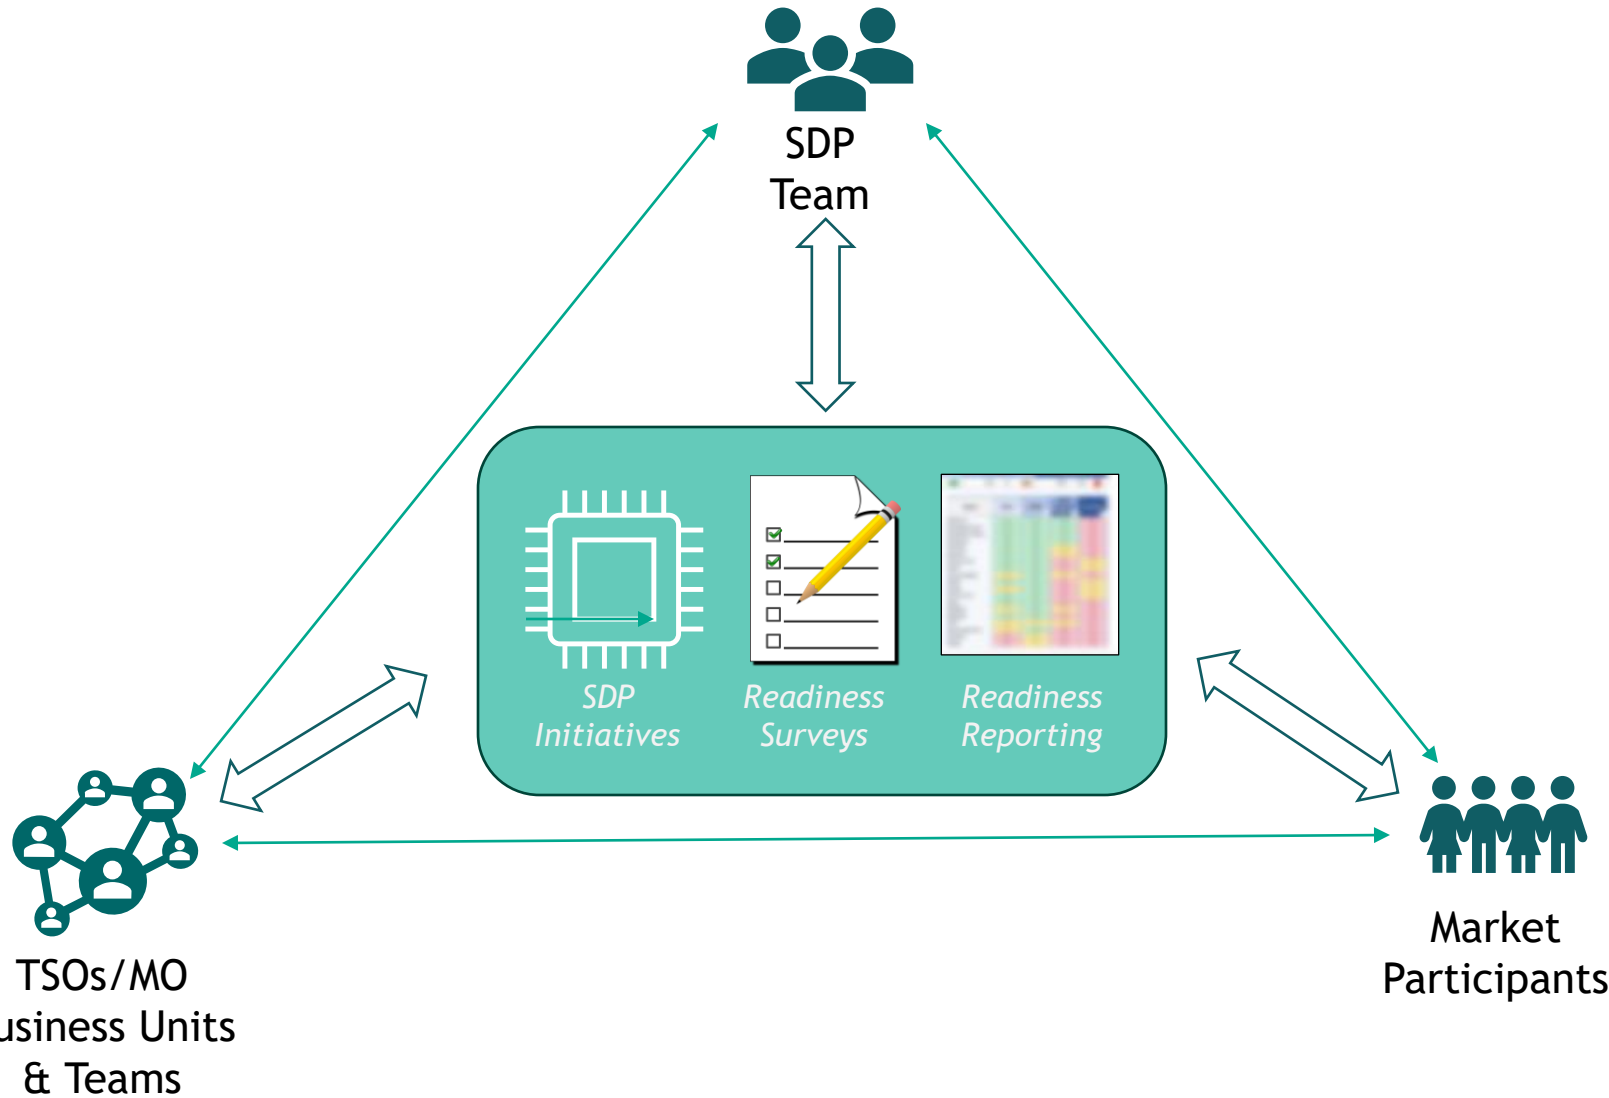 SDP
Team
SDP
Initiatives
Readiness
Surveys
Readiness
Reporting
TSOs/MO
usiness Units
& Teams
Market
Participants